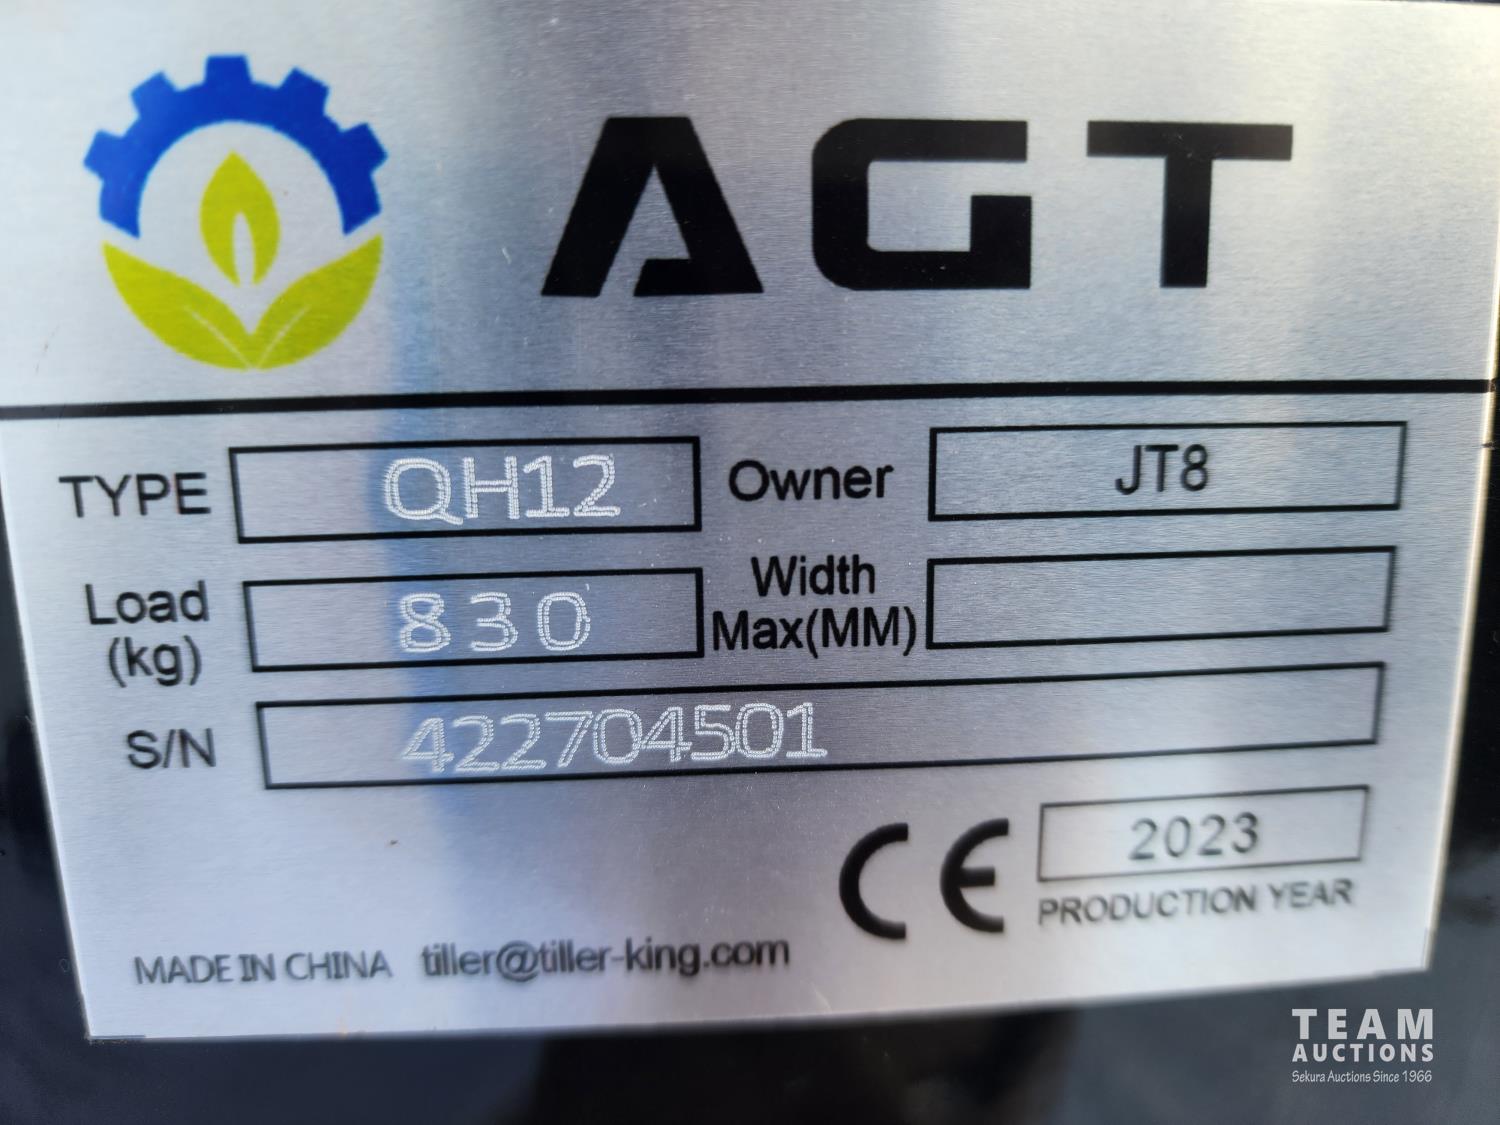 AGT
TYPE QH12 Owner JT8
Load (kg) 830 Width Max(MM)
S/N 422704501
CE 2023
PRODUCTION YEAR
MADE IN CHINA tiller@tiller-king.com
TEAM
AUCTIONS
Sekura Auctions Since 1966